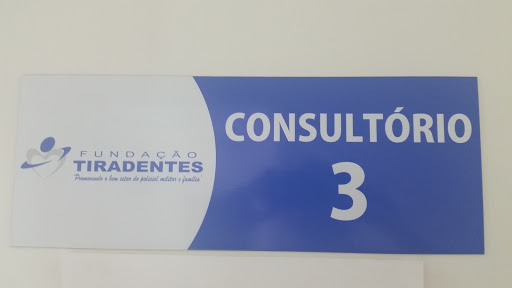 FUNDAÇÃO
TIRADENTES
Promovendo o bem estar do policial militar e família
CONSULTÓRIO
3